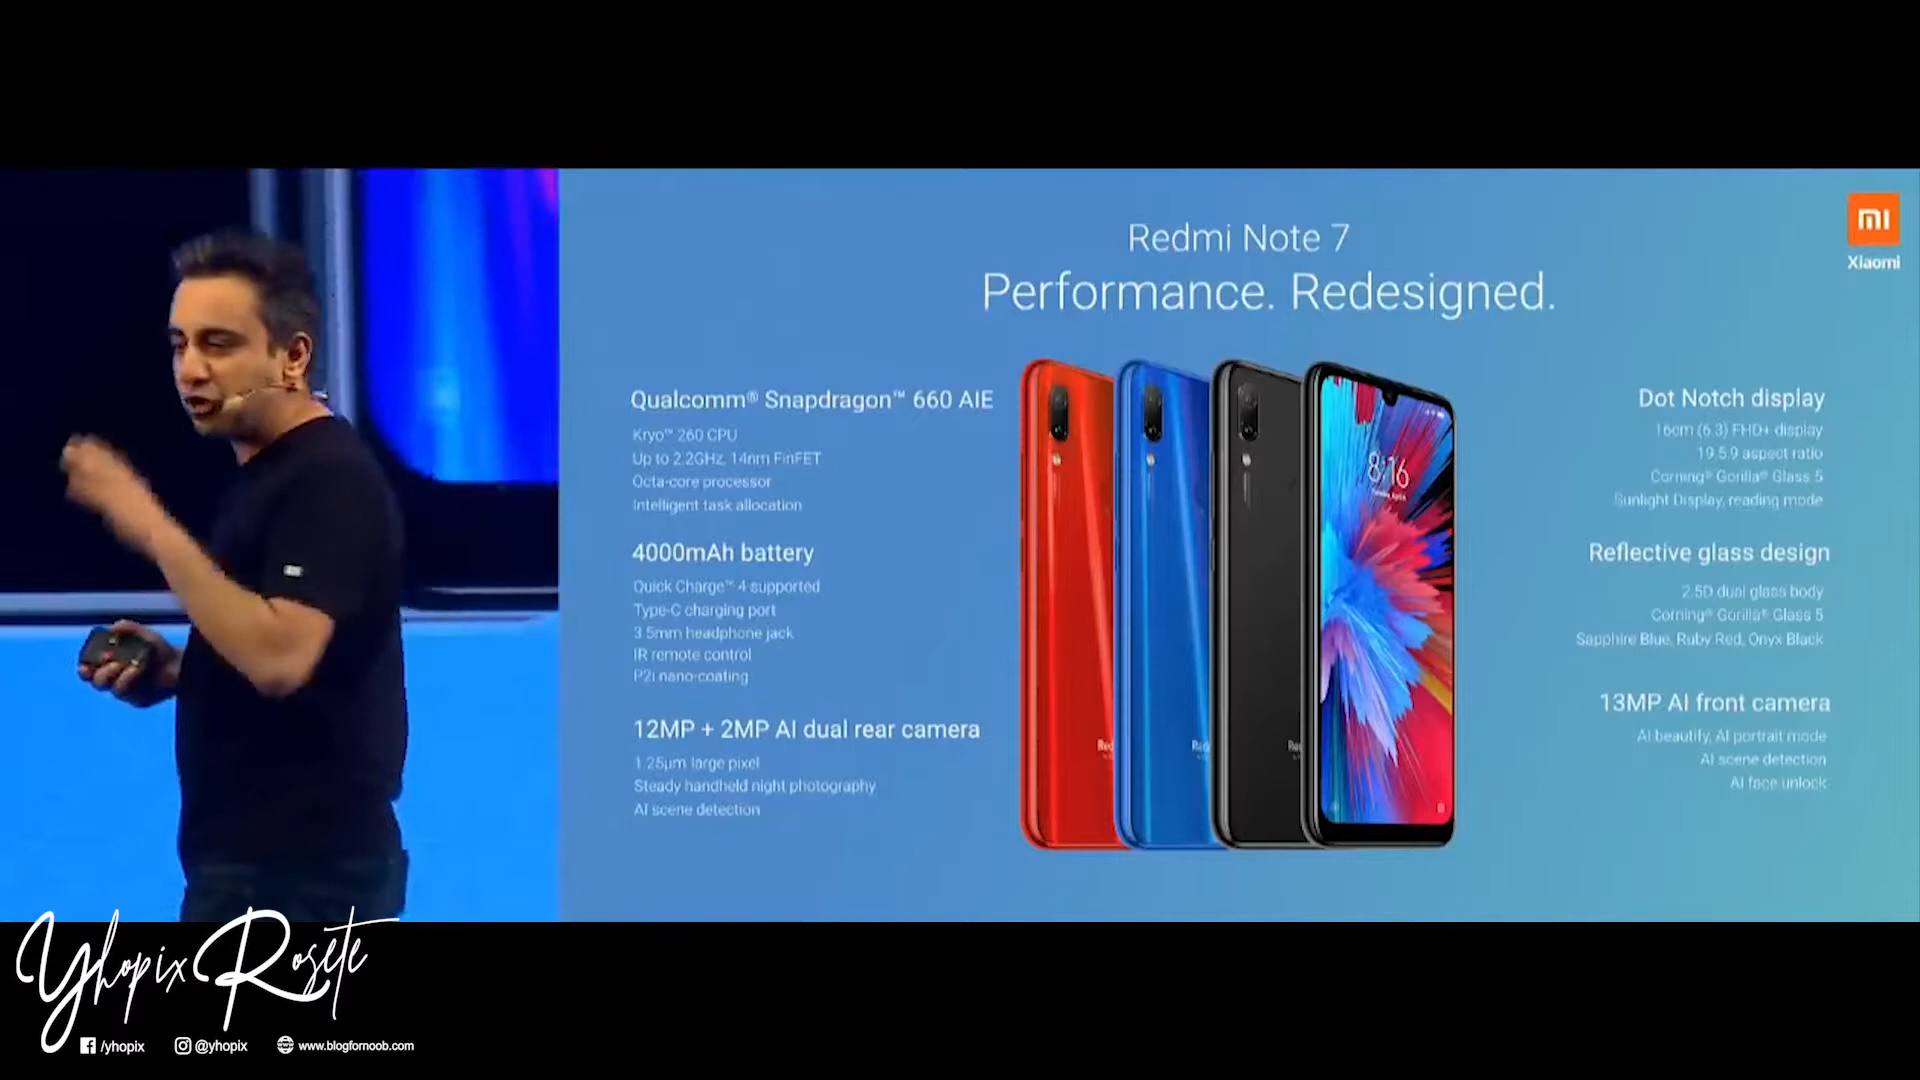 Redmi Note 7
Performance. Redesigned.
mi
Xiaomi
Qualcomm® Snapdragon™ 660 AIE
Kryo™ 260 CPU
Up to 2.2GHz, 14nm FinFET
Octa-core processor
Intelligent task allocation
4000mAh battery
Quick Charge™ 4 supported
Type-C charging port
3.5mm headphone jack
IR remote control
P2i nano-coating
12MP + 2MP AI dual rear camera
1.25μm large pixel
Steady handheld night photography
AI scene detection
8:16
Dot Notch display
16cm (6.3) FHD+ display
19.5:9 aspect ratio
Corning® Gorilla® Glass 5
Sunlight Display, reading mode
Reflective glass design
2.5D dual glass body
Corning® Gorilla® Glass 5
Sapphire Blue, Ruby Red, Onyx Black
13MP AI front camera
AI beautify, AI portrait mode
AI scene detection
AI face unlock
Yhopix Rosete
/yhopix @yhopix www.blogfornoob.com